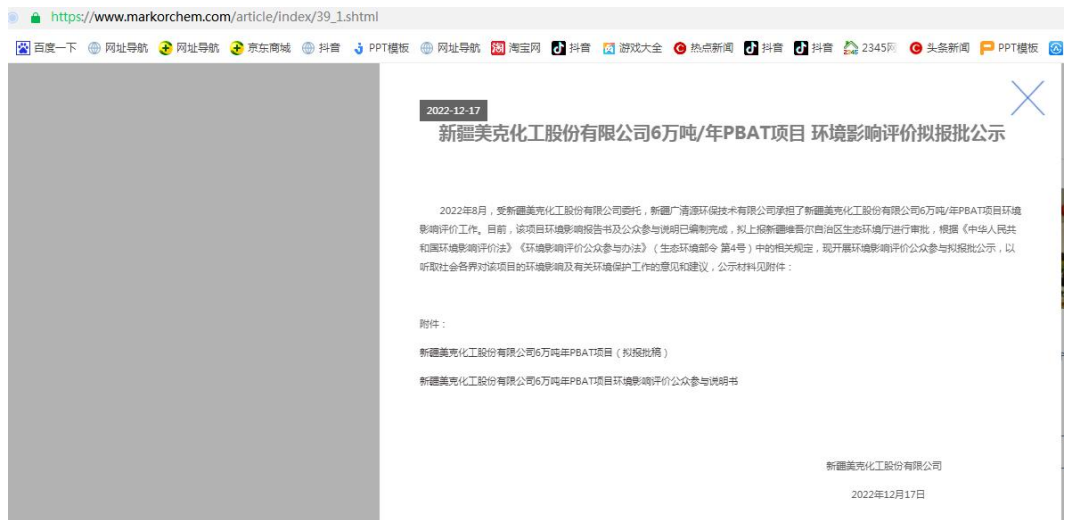 https://www.markorchem.com/article/index/39_1.shtml
百度一下 网址导航 网址导航 京东商城 抖音 PPT模板 网址导航 淘宝网 抖音 游戏大全 热点新闻 抖音 抖音 2345网 头条新闻 PPT模板
2022-12-17
新疆美克化工股份有限公司6万吨/年PBAT项目 环境影响评价拟报批公示
2022年8月，受新疆美克化工股份有限公司委托，新疆广清源环保技术有限公司承担了新疆美克化工股份有限公司6万吨/年PBAT项目环境
影响评价工作。目前，该项目环境影响报告书及公众参与说明已编制完成，拟上报新疆维吾尔自治区生态环境厅进行审批，根据《中华人民共
和国环境影响评价法》《环境影响评价公众参与办法》（生态环境部令 第4号）中的相关规定，现开展环境影响评价公众参与拟报批公示，以
听取社会各界对该项目的环境影响及有关环境保护工作的意见和建议，公示材料见附件：
附件：
新疆美克化工股份有限公司6万吨年PBAT项目（拟报批稿）
新疆美克化工股份有限公司6万吨年PBAT项目环境影响评价公众参与说明书
新疆美克化工股份有限公司
2022年12月17日